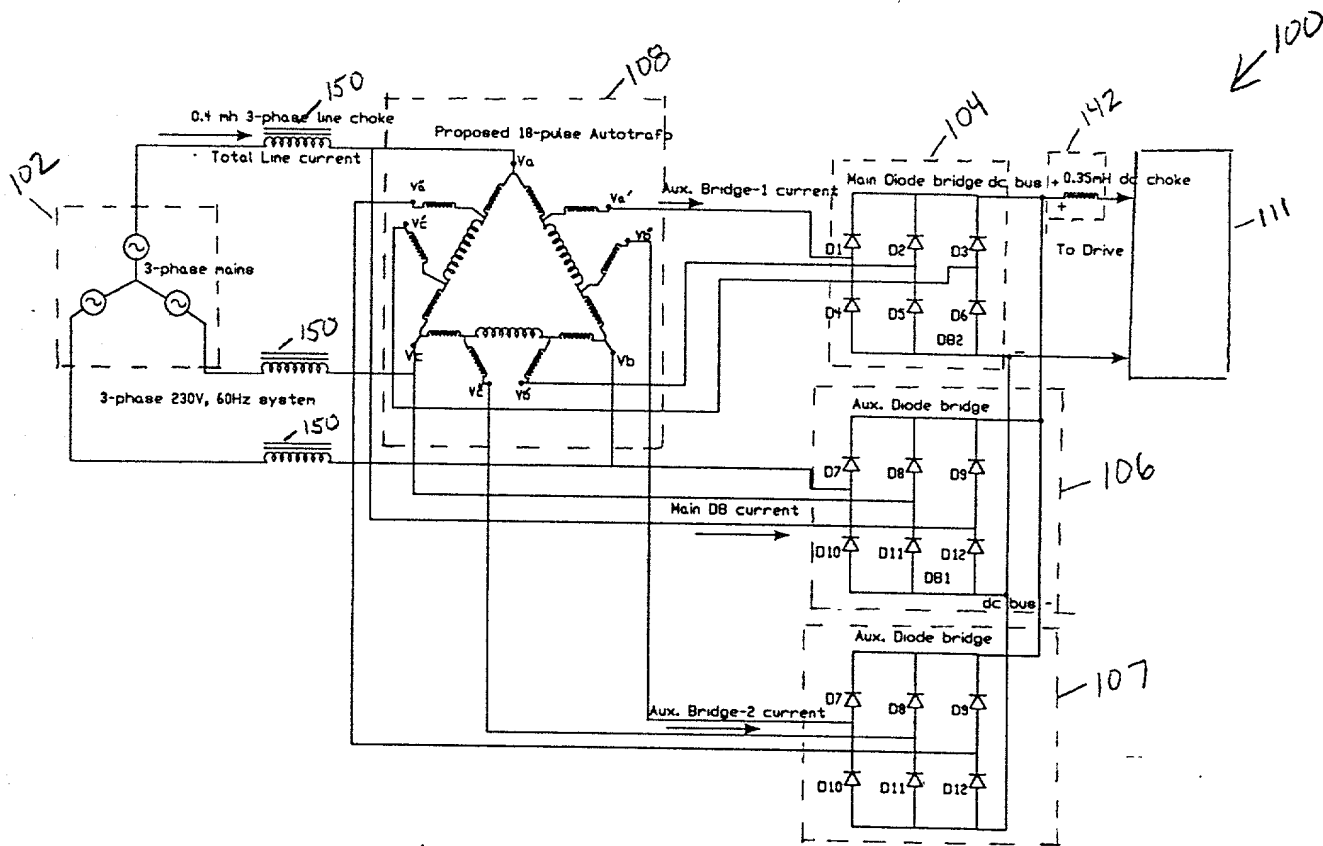 100
108
150
0.4 mh 3-phase line choke
Proposed 18-pulse Autotrafo
104
142
Total Line current
102
Va
Main Diode bridge dc bus
+ 0.35mH dc choke
+
Aux. Bridge-1 current
Va'
111
D1
D2
D3
To Drive
3-phase mains
D4
D5
D6
DB2
-
Vc
Vb
150
3-phase 230V, 60Hz system
150
Aux. Diode bridge
D7
D8
D9
106
Main DB current
D10
D11
D12
DB1
dc bus -
Aux. Diode bridge
107
D7
D8
D9
Aux. Bridge-2 current
D10
D11
D12